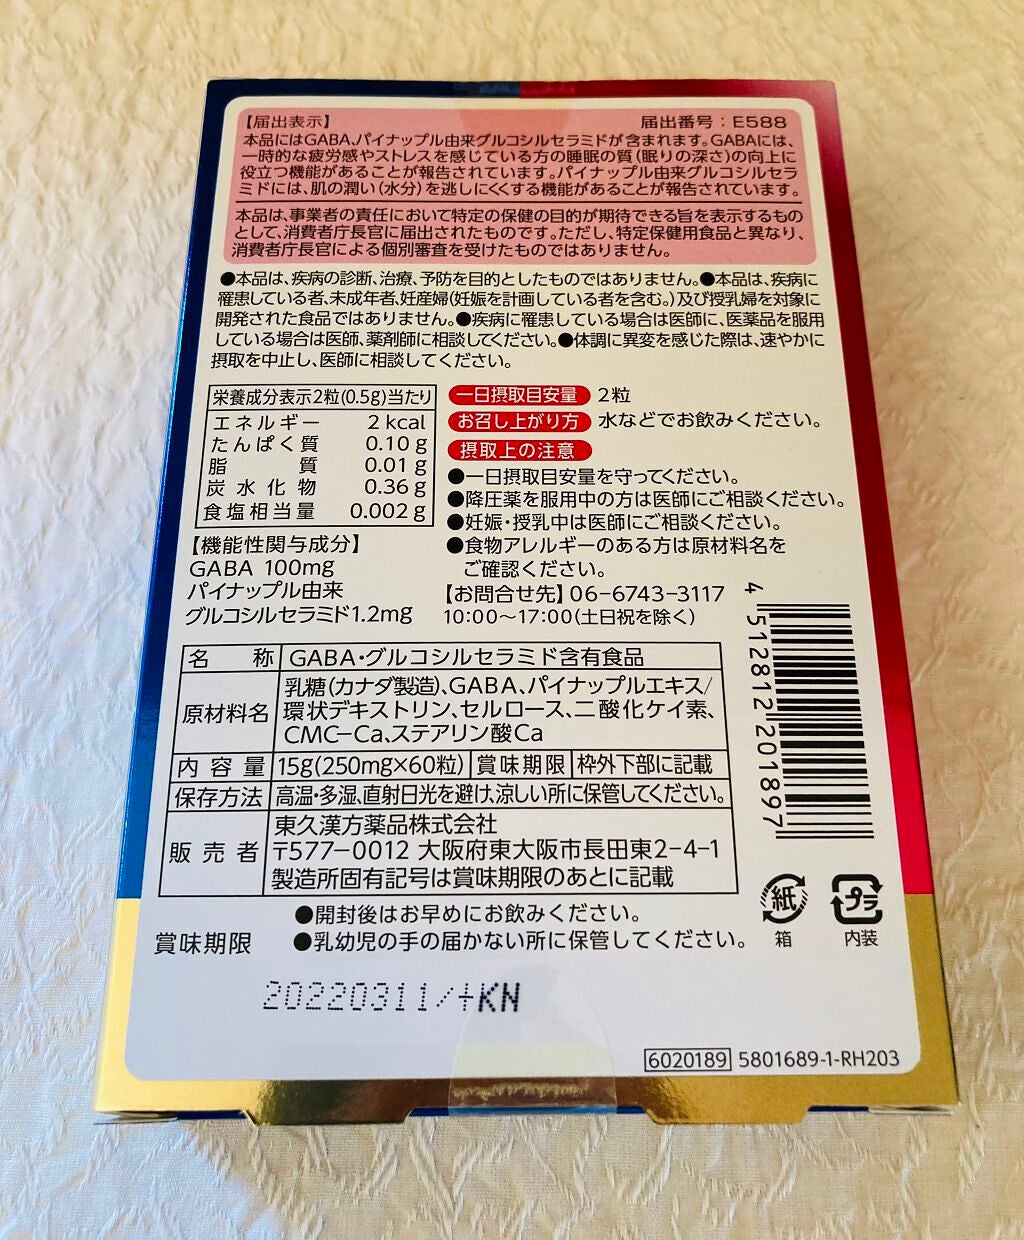 【届出表示】 届出番号：E588
本品にはGABA、パイナップル由来グルコシルセラミドが含まれます。GABAには、
一時的な疲労感やストレスを感じている方の睡眠の質（眠りの深さ）の向上に
役立つ機能があることが報告されています。パイナップル由来グルコシルセラ
ミドには、肌の潤い（水分）を逃しにくくする機能があることが報告されています。
本品は、事業者の責任において特定の保健の目的が期待できる旨を表示するもの
として、消費者庁長官に届出されたものです。ただし、特定保健用食品と異なり、
消費者庁長官による個別審査を受けたものではありません。
●本品は、疾病の診断、治療、予防を目的としたものではありません。●本品は、疾病に
罹患している者、未成年者、妊産婦（妊娠を計画している者を含む。）及び授乳婦を対象に
開発された食品ではありません。●疾病に罹患している場合は医師に、医薬品を服用
している場合は医師、薬剤師に相談してください。●体調に異変を感じた際は、速やかに
摂取を中止し、医師に相談してください。
栄養成分表示2粒（0.5g）当たり
エネルギー 2 kcal
たんぱく質 0.10 g
脂質 0.01 g
炭水化物 0.36 g
食塩相当量 0.002 g
【機能性関与成分】
GABA 100mg
パイナップル由来
グルコシルセラミド1.2mg
一日摂取目安量 2粒
お召し上がり方 水などでお飲みください。
摂取上の注意
●一日摂取目安量を守ってください。
●降圧薬を服用中の方は医師にご相談ください。
●妊娠・授乳中は医師にご相談ください。
●食物アレルギーのある方は原材料名を
ご確認ください。
【お問合せ先】06-6743-3117
10:00〜17:00（土日祝を除く）
4 512812 201897
名称 GABA・グルコシルセラミド含有食品
原材料名 乳糖（カナダ製造）、GABA、パイナップルエキス/
環状デキストリン、セルロース、二酸化ケイ素、
CMC-Ca、ステアリン酸Ca
内容量 15g（250mg×60粒） 賞味期限 枠外下部に記載
保存方法 高温・多湿、直射日光を避け、涼しい所に保管してください。
販売者 東久漢方薬品株式会社
〒577-0012 大阪府東大阪市長田東2-4-1
製造所固有記号は賞味期限のあとに記載
紙
箱
プラ
内装
●開封後はお早めにお飲みください。
●乳幼児の手の届かない所に保管してください。
賞味期限
20220311/+KN
6020189 5801689-1-RH203